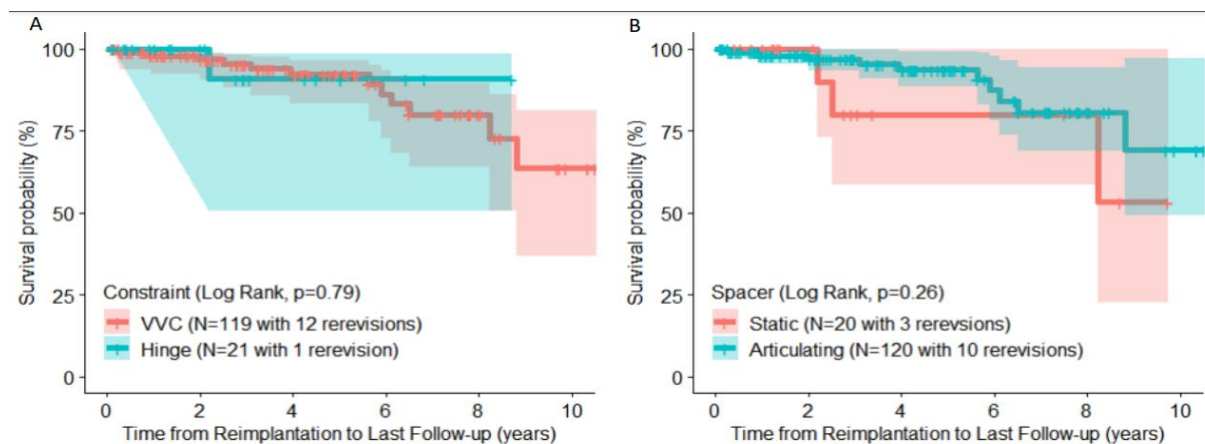 A
100
75
50
25
0
Survival probability (%)
Constraint (Log Rank, p=0.79)
VVC (N=119 with 12 rerevisions)
Hinge (N=21 with 1 rerevision)
0 2 4 6 8 10
Time from Reimplantation to Last Follow-up (years)
B
100
75
50
25
0
Survival probability (%)
Spacer (Log Rank, p=0.26)
Static (N=20 with 3 rerevsions)
Articulating (N=120 with 10 rerevisions)
0 2 4 6 8 10
Time from Reimplantation to Last Follow-up (years)